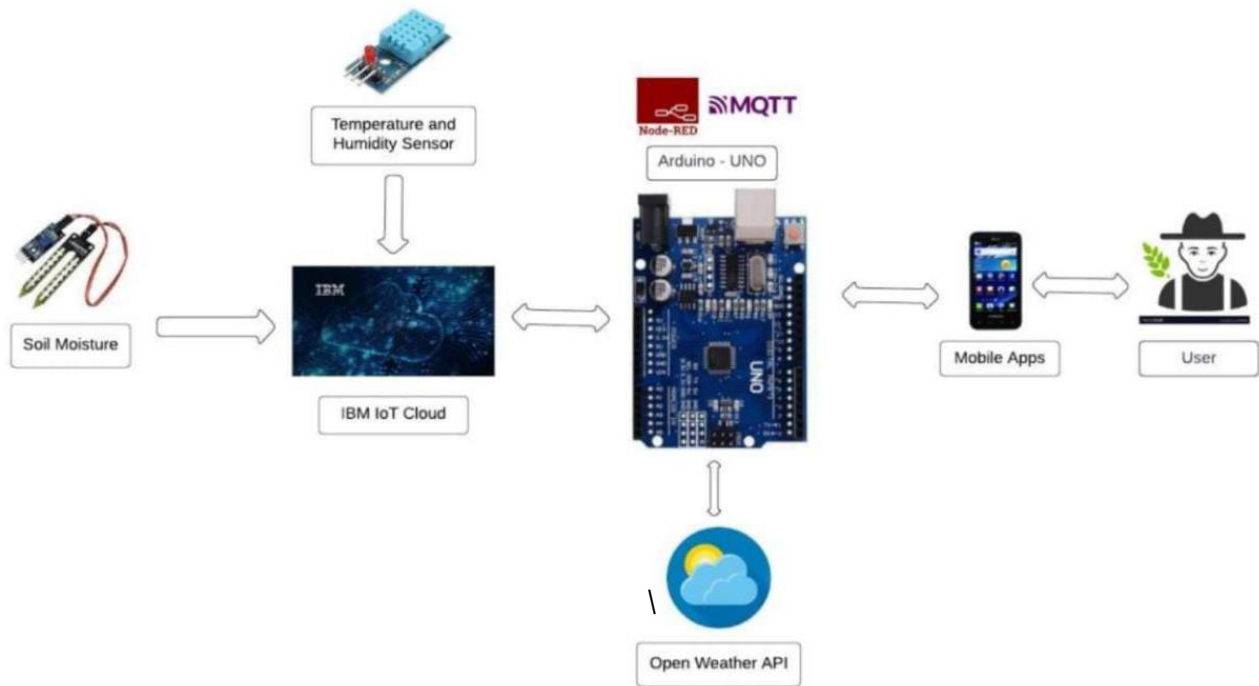 Temperature and
Humidity Sensor
Node-RED
MQTT
Arduino - UNO
IBM
Soil Moisture
IBM IoT Cloud
UNO
Mobile Apps
User
\
Open Weather API